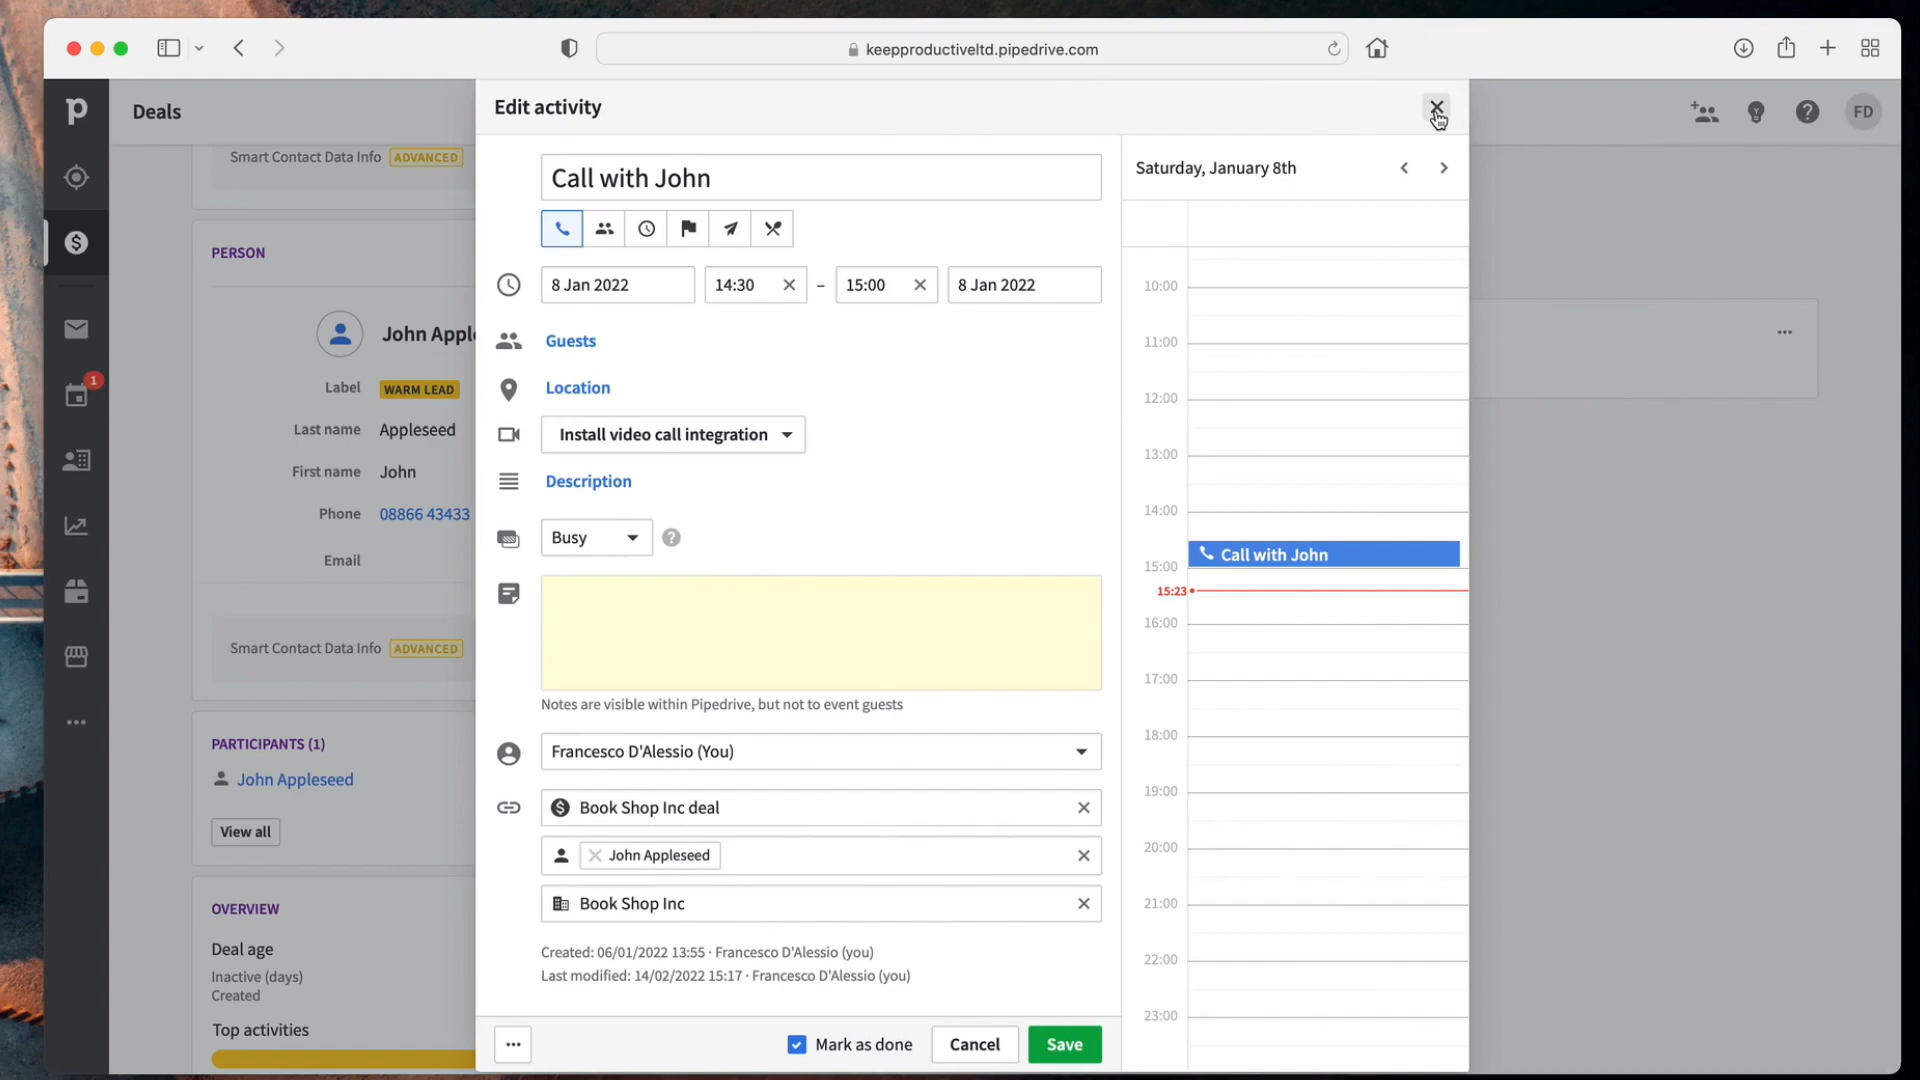 keepproductiveltd.pipedrive.com
Deals
Edit activity
FD
Smart Contact Data Info ADVANCED
Call with John
Saturday, January 8th
PERSON
8 Jan 2022 14:30 – 15:00 8 Jan 2022
10:00
John Apple
Guests
11:00
Label WARM LEAD
Location
1
12:00
Last name Appleseed
Install video call integration
13:00
First name John
Description
14:00
Phone 08866 43433
Busy
?
Call with John
Email
15:00
15:23
16:00
Smart Contact Data Info ADVANCED
17:00
Notes are visible within Pipedrive, but not to event guests
18:00
PARTICIPANTS (1)
Francesco D'Alessio (You)
John Appleseed
19:00
Book Shop Inc deal
View all
20:00
John Appleseed
21:00
Book Shop Inc
OVERVIEW
Deal age
Created: 06/01/2022 13:55 · Francesco D'Alessio (you)
22:00
Inactive (days)
Last modified: 14/02/2022 15:17 · Francesco D'Alessio (you)
Created
23:00
Top activities
Mark as done
Cancel
Save